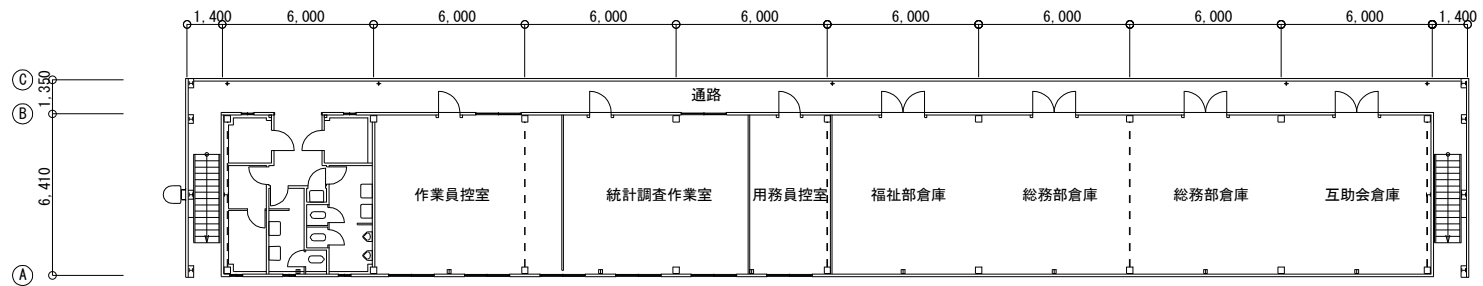 1,400 6,000 6,000 6,000 6,000 6,000 6,000 6,000 6,000 1,400
C
1,350
通路
B
6,410
作業員控室 統計調査作業室 用務員控室 福祉部倉庫 総務部倉庫 総務部倉庫 互助会倉庫
A